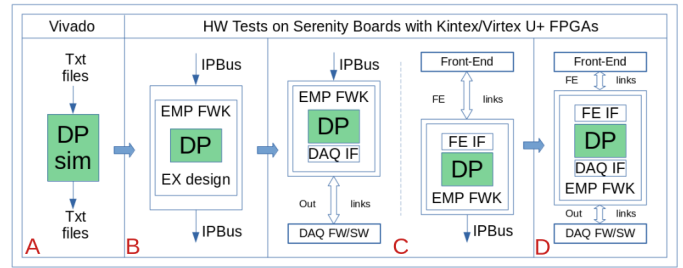 Vivado
HW Tests on Serenity Boards with Kintex/Virtex U+ FPGAs
Txt
files
DP
sim
Txt
files
A
IPBus
EMP FWK
DP
EX design
IPBus
B
IPBus
EMP FWK
DP
DAQ IF
Out links
DAQ FW/SW
Front-End
FE links
FE IF
DP
EMP FWK
IPBus
C
Front-End
FE links
FE IF
DP
DAQ IF
EMP FWK
Out links
DAQ FW/SW
D